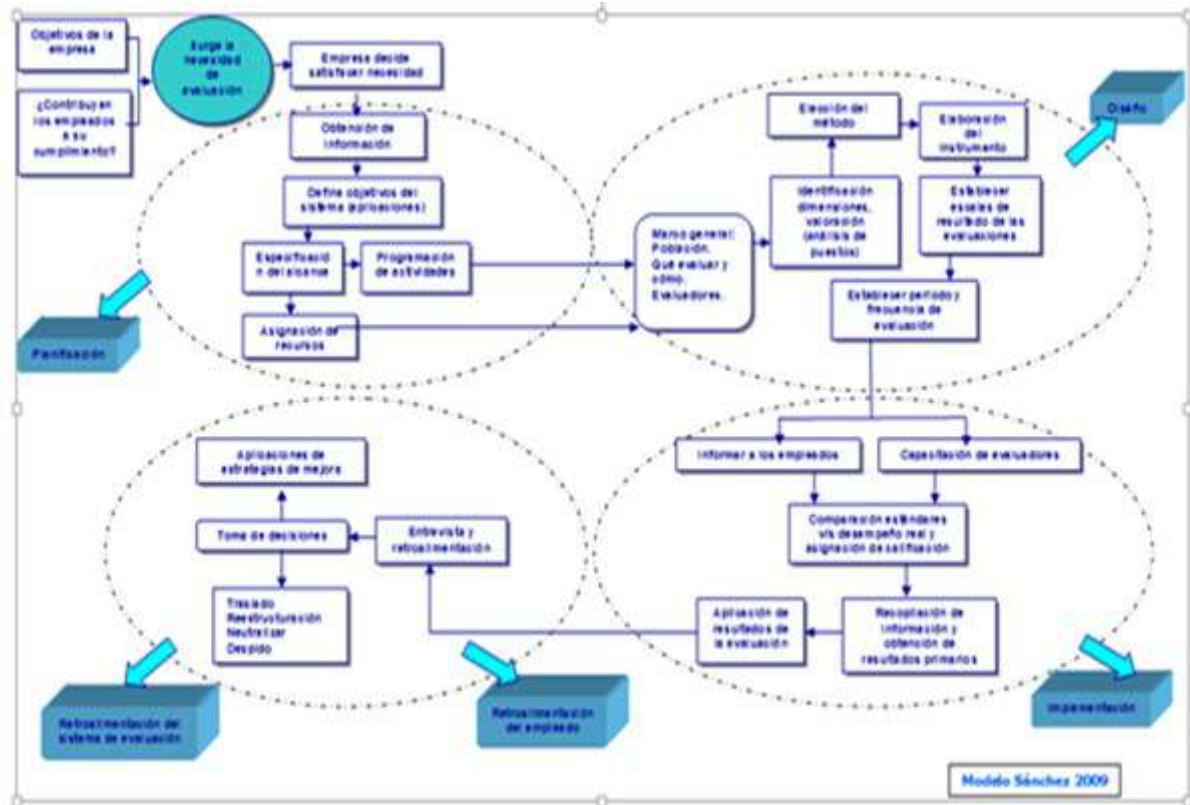 Objetivos de la
empresa
¿Contribuyen
los empleados
a su
cumplimiento?
Surge la
necesidad
de
evaluación
Empresa decide
satisfacer necesidad
Obtención de
información
Define objetivos del
sistema (aplicaciones)
Especificació
n del alcance
Programación
de actividades
Asignación de
recursos
Planificación
Marco general:
Población.
Qué evaluar y
cómo.
Evaluadores.
Identificación
dimensiones,
valoración
(análisis de
puestos)
Elección del
método
Elaboración
del
instrumento
Establecer
escalas de
resultado de las
evaluaciones
Establecer periodo y
frecuencia de
evaluación
Diseño
Informar a los empleados
Capacitación de evaluadores
Comparación estándares
v/s desempeño real y
asignación de calificación
Recopilación de
información y
obtención de
resultados primarios
Aplicación de
resultados de
la evaluación
Implementación
Entrevista y
retroalimentación
Toma de decisiones
Aplicaciones de
estrategias de mejora
Traslado
Reestructuración
Neutralizar
Despido
Retroalimentación del
sistema de evaluación
Retroalimentación
del empleado
Modelo Sánchez 2009